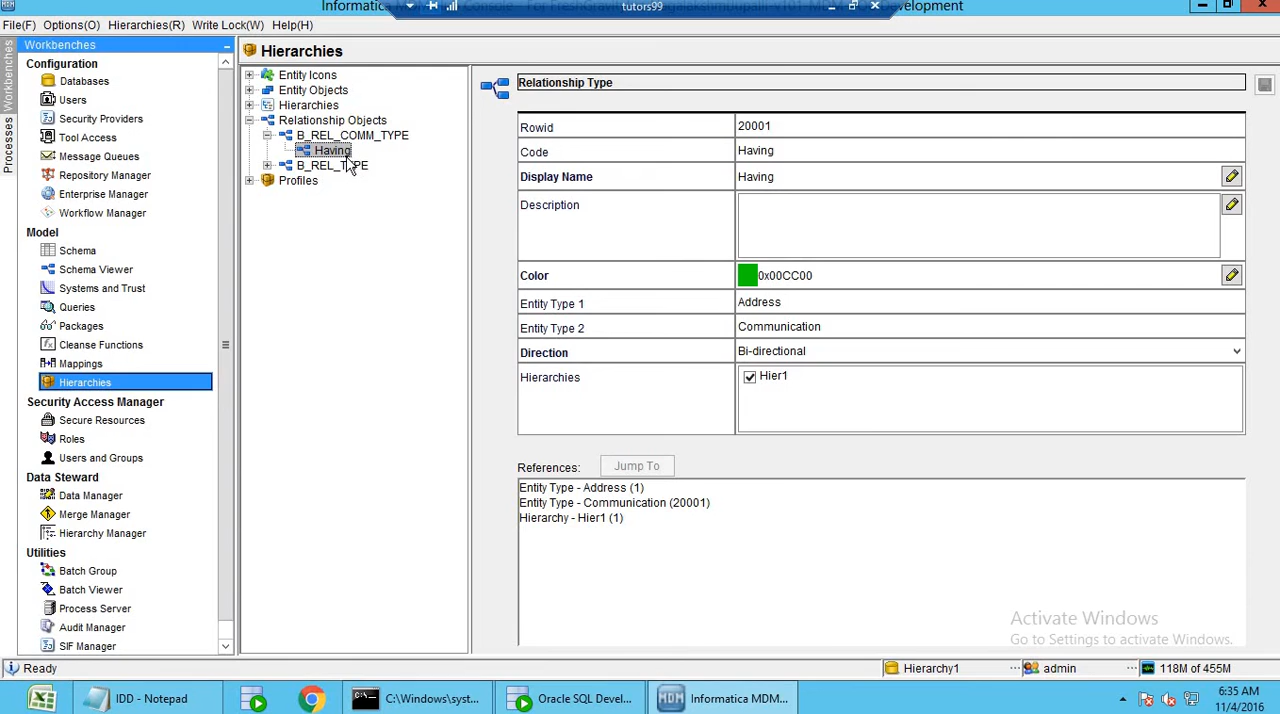 tutors99
File(F) Options(O) Hierarchies(R) Write Lock(W) Help(H)
Workbenches
Processes
Workbenches
Configuration
Databases
Users
Security Providers
Tool Access
Message Queues
Repository Manager
Enterprise Manager
Workflow Manager
Model
Schema
Schema Viewer
Systems and Trust
Queries
Packages
Cleanse Functions
Mappings
Hierarchies
Security Access Manager
Secure Resources
Roles
Users and Groups
Data Steward
Data Manager
Merge Manager
Hierarchy Manager
Utilities
Batch Group
Batch Viewer
Process Server
Audit Manager
SIF Manager
Hierarchies
Entity Icons
Entity Objects
Hierarchies
Relationship Objects
B_REL_COMM_TYPE
Having
B_REL_TYPE
Profiles
Relationship Type
Rowid 20001
Code Having
Display Name Having
Description
Color 0x00CC00
Entity Type 1 Address
Entity Type 2 Communication
Direction Bi-directional
Hierarchies Hier1
References: Jump To
Entity Type - Address (1)
Entity Type - Communication (20001)
Hierarchy - Hier1 (1)
Activate Windows
Go to Settings to activate Windows.
Ready Hierarchy1 admin 118M of 455M
IDD - Notepad C:\Windows\syst... Oracle SQL Devel... MDM Informatica MDM... 6:35 AM
11/4/2016